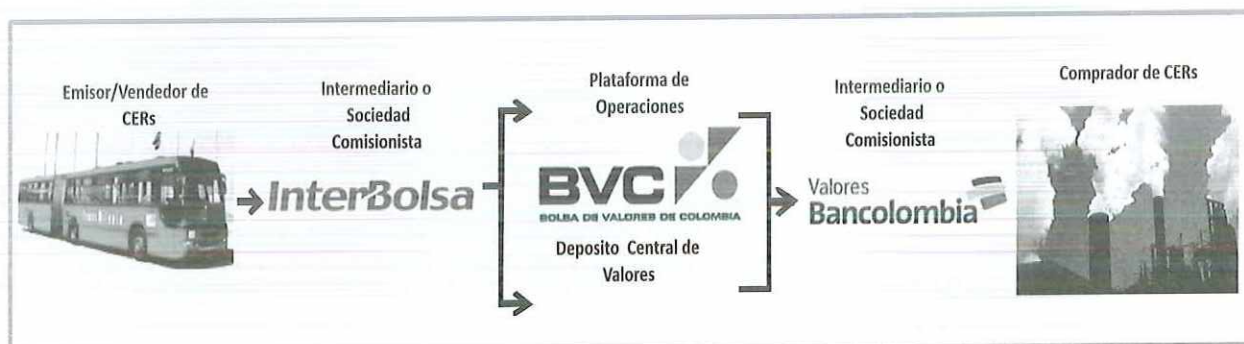 Emisor/Vendedor de
CERs
Intermediario o
Sociedad
Comisionista
InterBolsa
Plataforma de
Operaciones
BVC
BOLSA DE VALORES DE COLOMBIA
Deposito Central de
Valores
Intermediario o
Sociedad
Comisionista
Valores
Bancolombia
Comprador de CERs